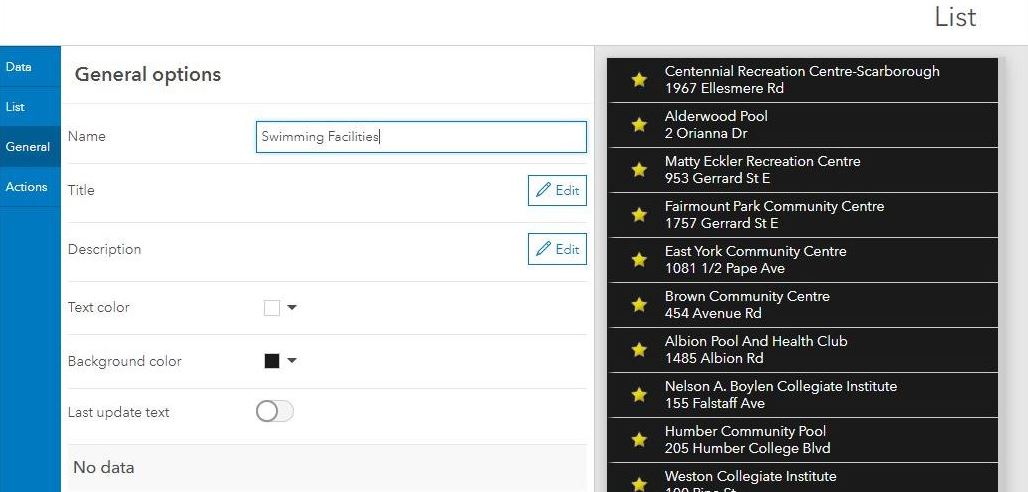 List
Data
List
General
Actions
General options
Name
Swimming Facilities
Title
Edit
Description
Edit
Text color
Background color
Last update text
No data
Centennial Recreation Centre-Scarborough
1967 Ellesmere Rd
Alderwood Pool
2 Orianna Dr
Matty Eckler Recreation Centre
953 Gerrard St E
Fairmount Park Community Centre
1757 Gerrard St E
East York Community Centre
1081 1/2 Pape Ave
Brown Community Centre
454 Avenue Rd
Albion Pool And Health Club
1485 Albion Rd
Nelson A. Boylen Collegiate Institute
155 Falstaff Ave
Humber Community Pool
205 Humber College Blvd
Weston Collegiate Institute